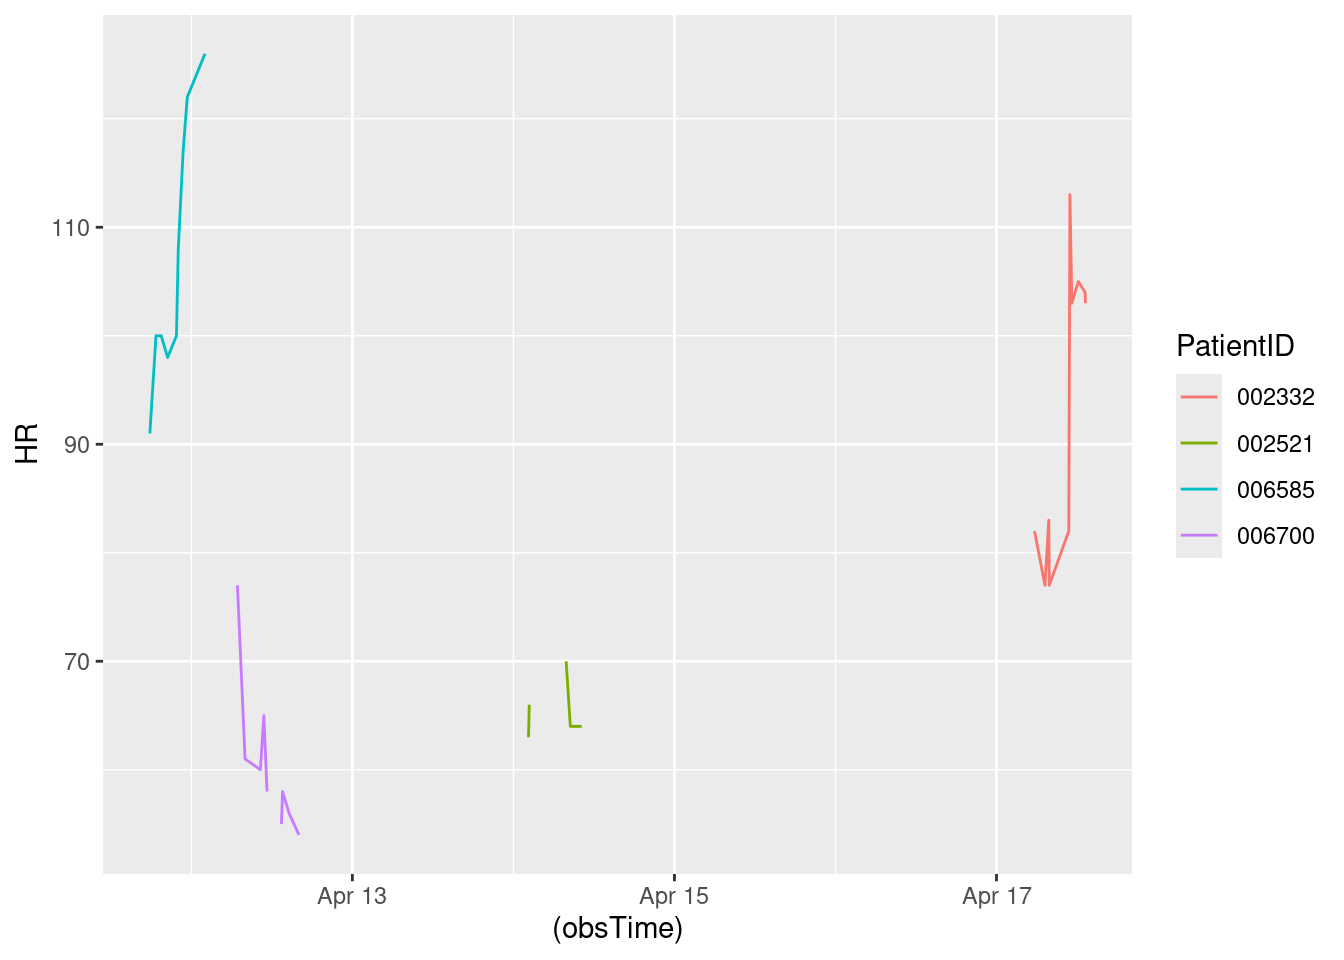 HR
110
90
70
Apr 13
Apr 15
Apr 17
(obsTime)
PatientID
002332
002521
006585
006700